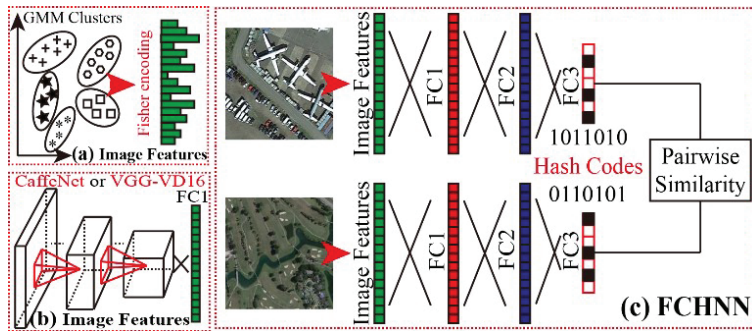 GMM Clusters
Fisher encoding
(a) Image Features
CaffeNet or VGG-VD16
FC1
(b) Image Features
Image Features
FC1
FC2
FC3
1011010
Hash Codes
0110101
Pairwise
Similarity
Image Features
FC1
FC2
FC3
(c) FCHNN